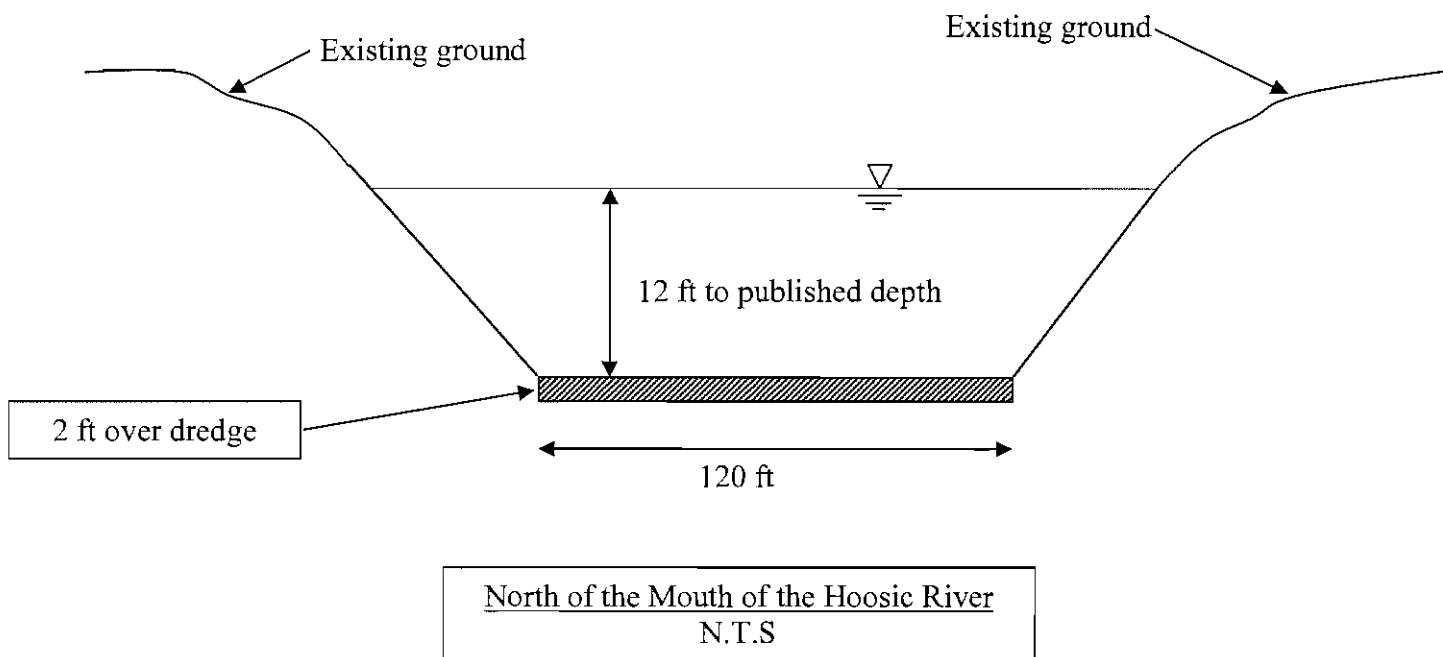 Existing ground
Existing ground
12 ft to published depth
2 ft over dredge
120 ft
North of the Mouth of the Hoosic River
N.T.S